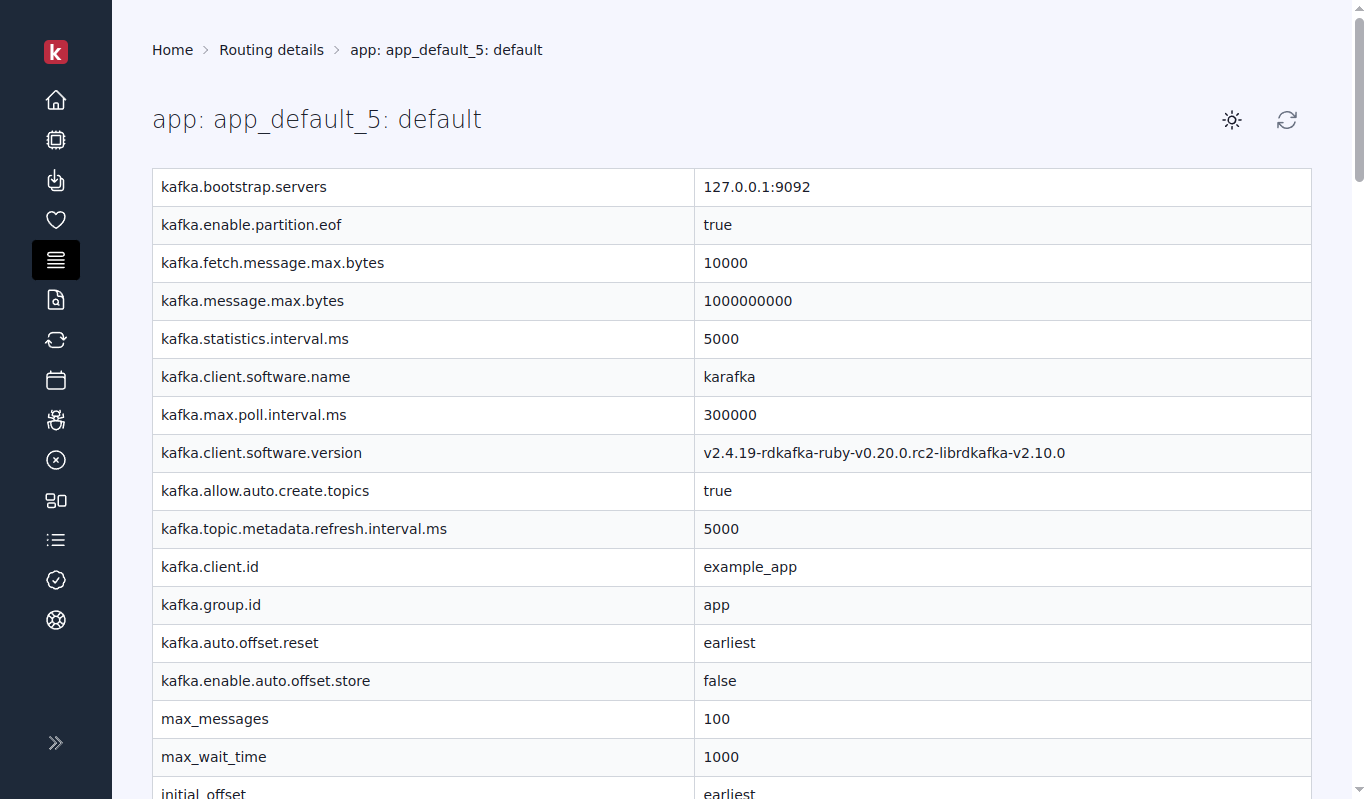 k
Home Routing details app: app_default_5: default
app: app_default_5: default
kafka.bootstrap.servers 127.0.0.1:9092
kafka.enable.partition.eof true
kafka.fetch.message.max.bytes 10000
kafka.message.max.bytes 1000000000
kafka.statistics.interval.ms 5000
kafka.client.software.name karafka
kafka.max.poll.interval.ms 300000
kafka.client.software.version v2.4.19-rdkafka-ruby-v0.20.0.rc2-librdkafka-v2.10.0
kafka.allow.auto.create.topics true
kafka.topic.metadata.refresh.interval.ms 5000
kafka.client.id example_app
kafka.group.id app
kafka.auto.offset.reset earliest
kafka.enable.auto.offset.store false
max_messages 100
max_wait_time 1000
initial_offset earliest